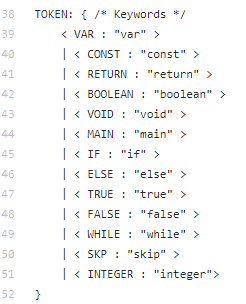 38 TOKEN: { /* Keywords */
39 < VAR : "var" >
40 | < CONST : "const" >
41 | < RETURN : "return" >
42 | < BOOLEAN : "boolean" >
43 | < VOID : "void" >
44 | < MAIN : "main" >
45 | < IF : "if" >
46 | < ELSE : "else" >
47 | < TRUE : "true" >
48 | < FALSE : "false" >
49 | < WHILE : "while" >
50 | < SKP : "skip" >
51 | < INTEGER : "integer">
52 }